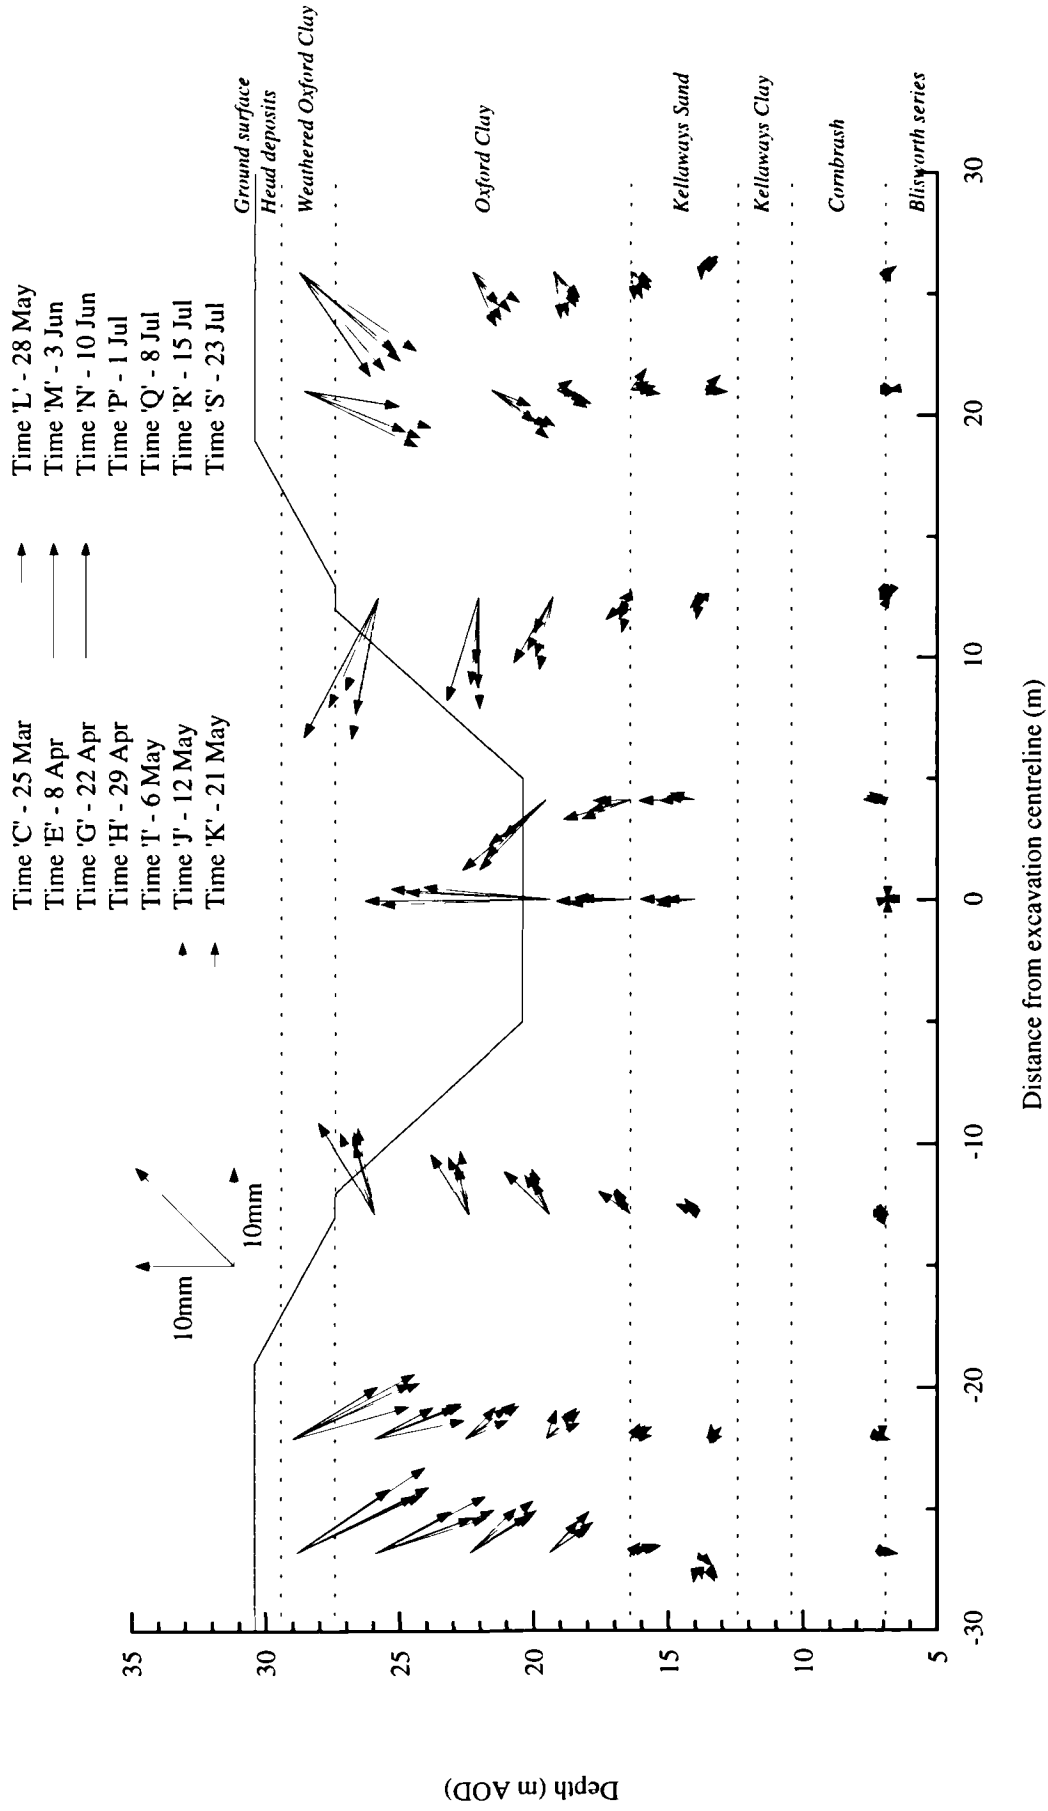 Time 'C' - 25 Mar
Time 'E' - 8 Apr
Time 'G' - 22 Apr
Time 'H' - 29 Apr
Time 'I' - 6 May
Time 'J' - 12 May
Time 'K' - 21 May
Time 'L' - 28 May
Time 'M' - 3 Jun
Time 'N' - 10 Jun
Time 'P' - 1 Jul
Time 'Q' - 8 Jul
Time 'R' - 15 Jul
Time 'S' - 23 Jul
10mm
10mm
Ground surface
Head deposits
Weathered Oxford Clay
Oxford Clay
Kellaways Sand
Kellaways Clay
Cornbrash
Blisworth series
35
30
25
20
15
10
5
Depth (m AOD)
-30
-20
-10
0
10
20
30
Distance from excavation centreline (m)